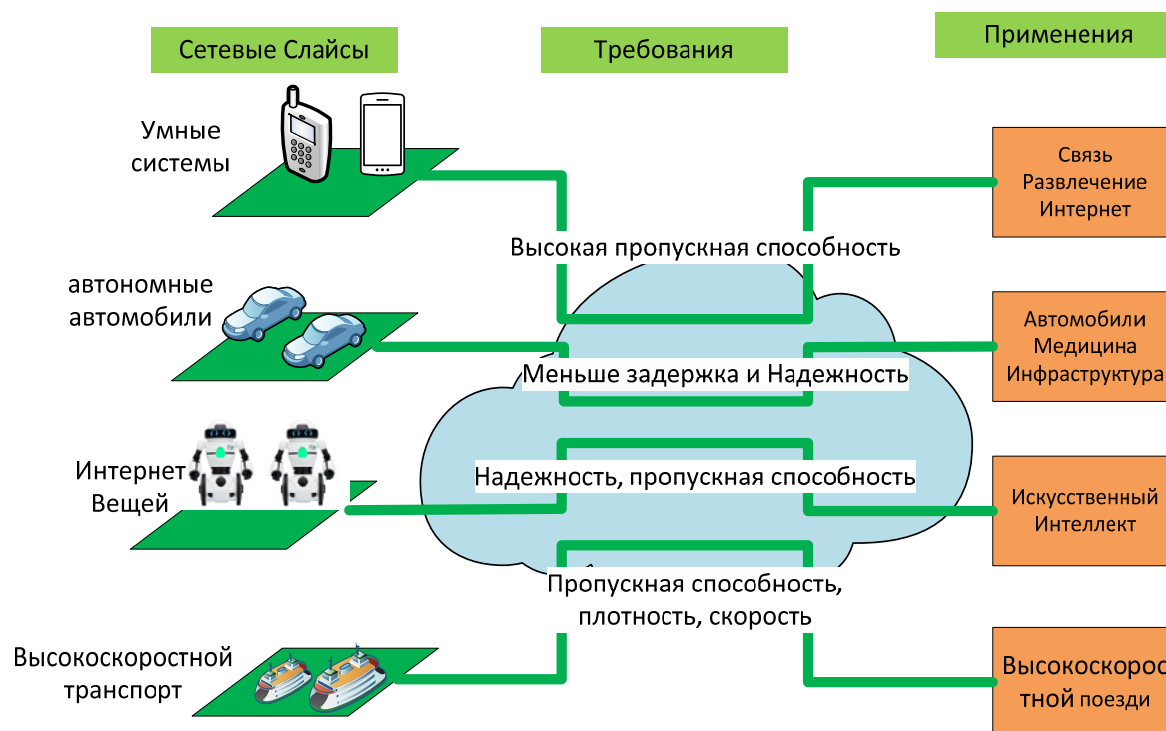 Сетевые Слайсы
Требования
Применения
Умные
системы
Высокая пропускная способность
Связь
Развлечение
Интернет
автономные
автомобили
Меньше задержка и Надежность
Автомобили
Медицина
Инфраструктура
Интернет
Вещей
Надежность, пропускная способность
Искусственный
Интеллект
Высокоскоростной
транспорт
Пропускная способность,
плотность, скорость
Высокоскорос
тной поезди